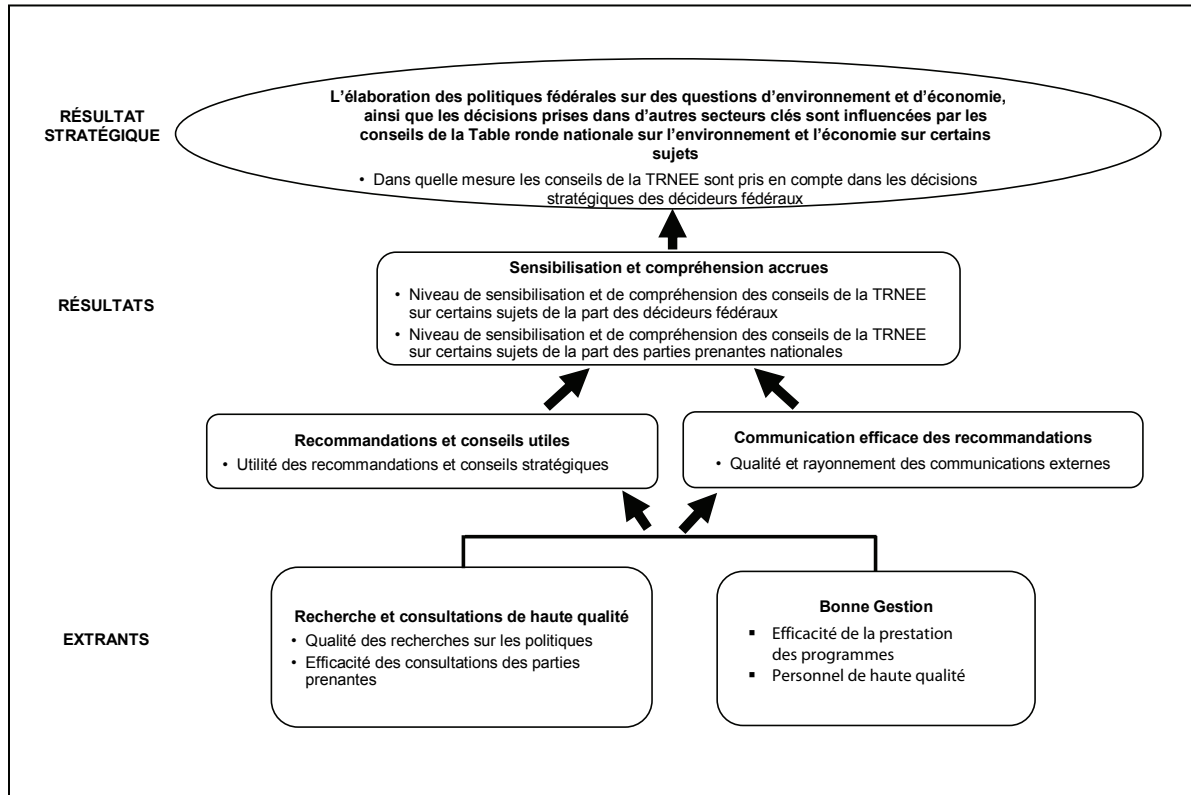 L'élaboration des politiques fédérales sur des questions d'environnement et d'économie,
ainsi que les décisions prises dans d'autres secteurs clés sont influencées par les
conseils de la Table ronde nationale sur l'environnement et l'économie sur certains
sujets
• Dans quelle mesure les conseils de la TRNEE sont pris en compte dans les décisions
stratégiques des décideurs fédéraux
RÉSULTAT
STRATÉGIQUE
Sensibilisation et compréhension accrues
• Niveau de sensibilisation et de compréhension des conseils de la TRNEE
sur certains sujets de la part des décideurs fédéraux
• Niveau de sensibilisation et de compréhension des conseils de la TRNEE
sur certains sujets de la part des parties prenantes nationales
RÉSULTATS
Recommandations et conseils utiles
• Utilité des recommandations et conseils stratégiques
Communication efficace des recommandations
• Qualité et rayonnement des communications externes
EXTRANTS
Recherche et consultations de haute qualité
• Qualité des recherches sur les politiques
• Efficacité des consultations des parties
prenantes
Bonne Gestion
▪ Efficacité de la prestation
des programmes
▪ Personnel de haute qualité